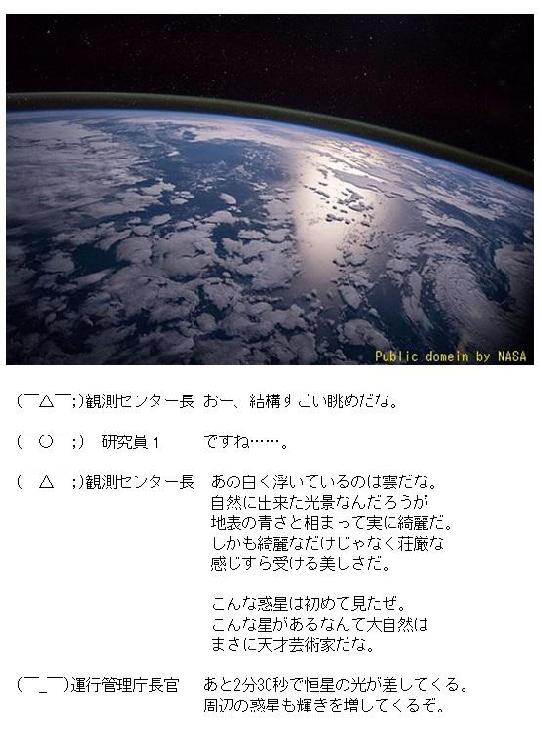 Public domein by NASA
(￣△￣;)観測センター長 おー、結構すごい眺めだな。
(　○　;)　研究員１　　ですね……。
(　△　;)観測センター長　あの白く浮いているのは雲だな。
自然に出来た光景なんだろうが
地表の青さと相まって実に綺麗だ。
しかも綺麗なだけじゃなく荘厳な
感じすら受ける美しさだ。
こんな惑星は初めて見たぜ。
こんな星があるなんて大自然は
まさに天才芸術家だな。
(￣_￣)運行管理庁長官　あと2分30秒で恒星の光が差してくる。
周辺の惑星も輝きを増してくるぞ。